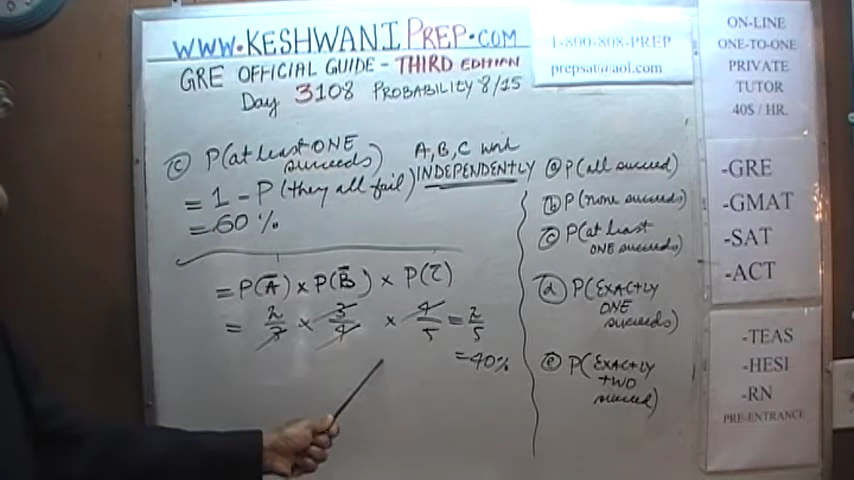 WWW.KESHWANIPREP.COM
GRE OFFICIAL GUIDE - THIRD EDITION
Day 3108 PROBABILITY 8/15
1-800-808-PREP
prepsat@aol.com
ON-LINE
ONE-TO-ONE
PRIVATE
TUTOR
40$ / HR.
-GRE
-GMAT
-SAT
-ACT
-TEAS
-HESI
-RN
PRE-ENTRANCE
(c) P(at least ONE
succeeds)
= 1 - P(they all fail)
= 60 %
A, B, C work
INDEPENDENTLY
= P(A̅) x P(B̅) x P(C̅)
= 2/3 x 3/4 x 4/5 = 2/5
= 40%
(a) P(all succeed)
(b) P(none succeeds)
(c) P(at least
ONE succeeds)
(d) P(EXACTLY
ONE
succeeds)
(e) P(EXACTLY
TWO
succeed)